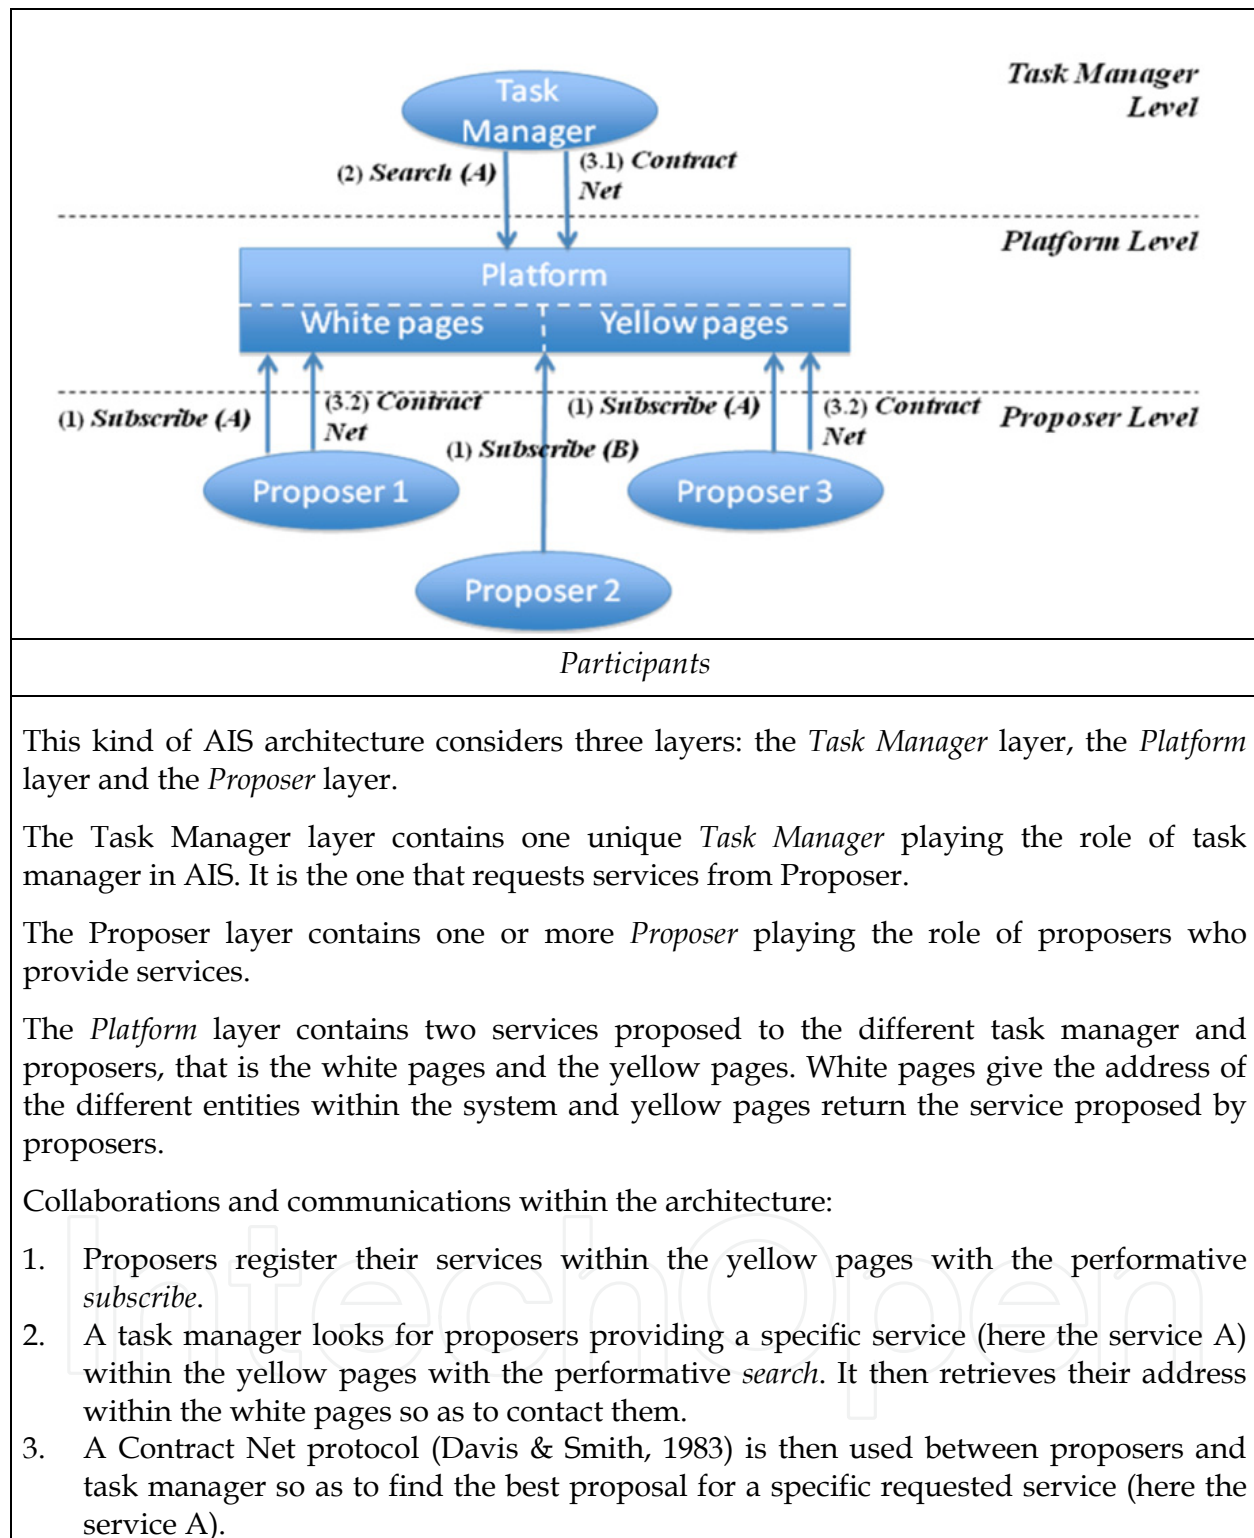 Task
Manager
Task Manager
Level
(2) Search (A)
(3.1) Contract
Net
Platform Level
Platform
White pages
Yellow pages
(1) Subscribe (A)
(3.2) Contract
Net
(1) Subscribe (B)
(1) Subscribe (A)
(3.2) Contract
Net
Proposer Level
Proposer 1
Proposer 3
Proposer 2
Participants
This kind of AIS architecture considers three layers: the Task Manager layer, the Platform
layer and the Proposer layer.
The Task Manager layer contains one unique Task Manager playing the role of task
manager in AIS. It is the one that requests services from Proposer.
The Proposer layer contains one or more Proposer playing the role of proposers who
provide services.
The Platform layer contains two services proposed to the different task manager and
proposers, that is the white pages and the yellow pages. White pages give the address of
the different entities within the system and yellow pages return the service proposed by
proposers.
Collaborations and communications within the architecture:
1. Proposers register their services within the yellow pages with the performative
subscribe.
2. A task manager looks for proposers providing a specific service (here the service A)
within the yellow pages with the performative search. It then retrieves their address
within the white pages so as to contact them.
3. A Contract Net protocol (Davis & Smith, 1983) is then used between proposers and
task manager so as to find the best proposal for a specific requested service (here the
service A).
IntechOpen